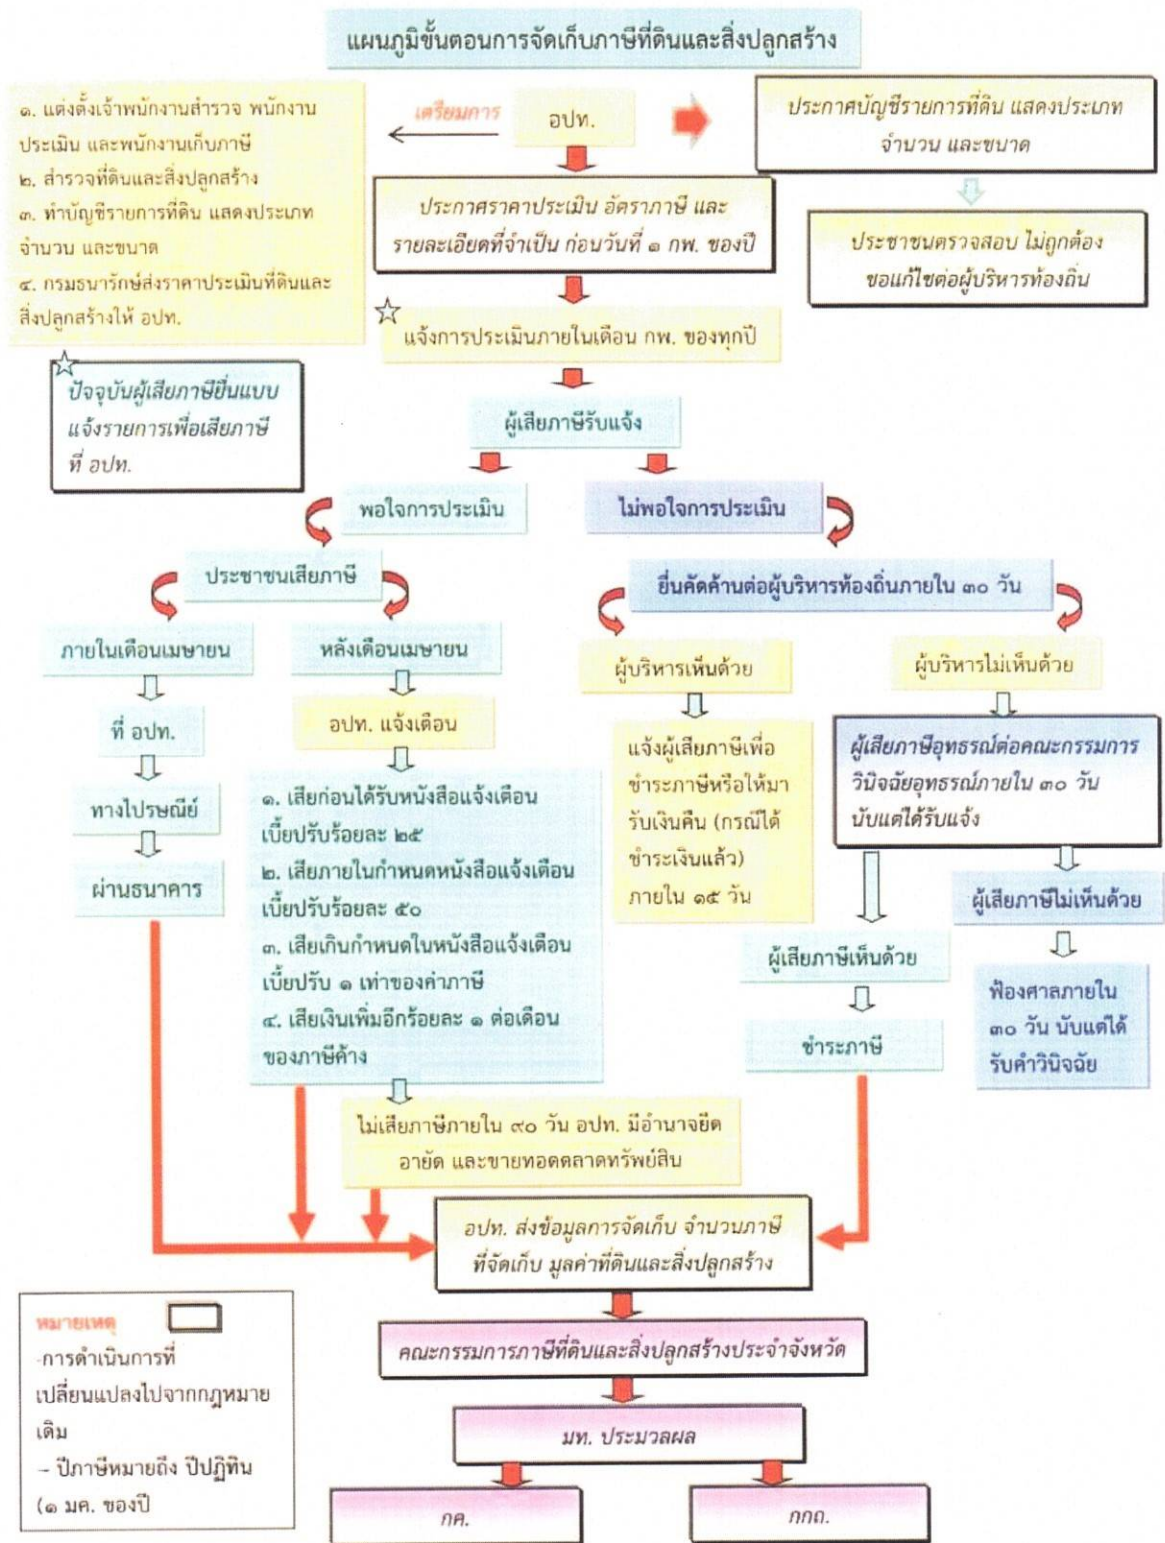 แผนภูมิขั้นตอนการจัดเก็บภาษีที่ดินและสิ่งปลูกสร้าง
๑. แต่งตั้งเจ้าพนักงานสำรวจ พนักงาน
ประเมิน และพนักงานเก็บภาษี
๒. สำรวจที่ดินและสิ่งปลูกสร้าง
๓. ทำบัญชีรายการที่ดิน แสดงประเภท
จำนวน และขนาด
๔. กรมธนารักษ์ส่งราคาประเมินที่ดินและ
สิ่งปลูกสร้างให้ อปท.
เตรียมการ
อปท.
ประกาศบัญชีรายการที่ดิน แสดงประเภท
จำนวน และขนาด
ประกาศราคาประเมิน อัตราภาษี และ
รายละเอียดที่จำเป็น ก่อนวันที่ ๑ กพ. ของปี
ประชาชนตรวจสอบ ไม่ถูกต้อง
ขอแก้ไขต่อผู้บริหารท้องถิ่น
แจ้งการประเมินภายในเดือน กพ. ของทุกปี
ปัจจุบันผู้เสียภาษียื่นแบบ
แจ้งรายการเพื่อเสียภาษี
ที่ อปท.
ผู้เสียภาษีรับแจ้ง
พอใจการประเมิน
ไม่พอใจการประเมิน
ประชาชนเสียภาษี
ยื่นคัดค้านต่อผู้บริหารท้องถิ่นภายใน ๓๐ วัน
ภายในเดือนเมษายน
หลังเดือนเมษายน
ผู้บริหารเห็นด้วย
ผู้บริหารไม่เห็นด้วย
ที่ อปท.
ทางไปรษณีย์
ผ่านธนาคาร
อปท. แจ้งเตือน
๑. เสียก่อนได้รับหนังสือแจ้งเตือน
เบี้ยปรับร้อยละ ๒๕
๒. เสียภายในกำหนดหนังสือแจ้งเตือน
เบี้ยปรับร้อยละ ๕๐
๓. เสียเกินกำหนดในหนังสือแจ้งเตือน
เบี้ยปรับ ๑ เท่าของค่าภาษี
๔. เสียเงินเพิ่มอีกร้อยละ ๑ ต่อเดือน
ของภาษีค้าง
แจ้งผู้เสียภาษีเพื่อ
ชำระภาษีหรือให้มา
รับเงินคืน (กรณีได้
ชำระเงินแล้ว)
ภายใน ๑๕ วัน
ผู้เสียภาษีอุทธรณ์ต่อคณะกรรมการ
วินิจฉัยอุทธรณ์ภายใน ๓๐ วัน
นับแต่ได้รับแจ้ง
ผู้เสียภาษีเห็นด้วย
ชำระภาษี
ผู้เสียภาษีไม่เห็นด้วย
ฟ้องศาลภายใน
๓๐ วัน นับแต่ได้
รับคำวินิจฉัย
ไม่เสียภาษีภายใน ๙๐ วัน อปท. มีอำนาจยึด
อายัด และขายทอดตลาดทรัพย์สิน
อปท. ส่งข้อมูลการจัดเก็บ จำนวนภาษี
ที่จัดเก็บ มูลค่าที่ดินและสิ่งปลูกสร้าง
คณะกรรมการภาษีที่ดินและสิ่งปลูกสร้างประจำจังหวัด
มท. ประมวลผล
กค.
กกถ.
หมายเหตุ
-การดำเนินการที่
เปลี่ยนแปลงไปจากกฎหมาย
เดิม
– ปีภาษีหมายถึง ปีปฏิทิน
(๑ มค. ของปี